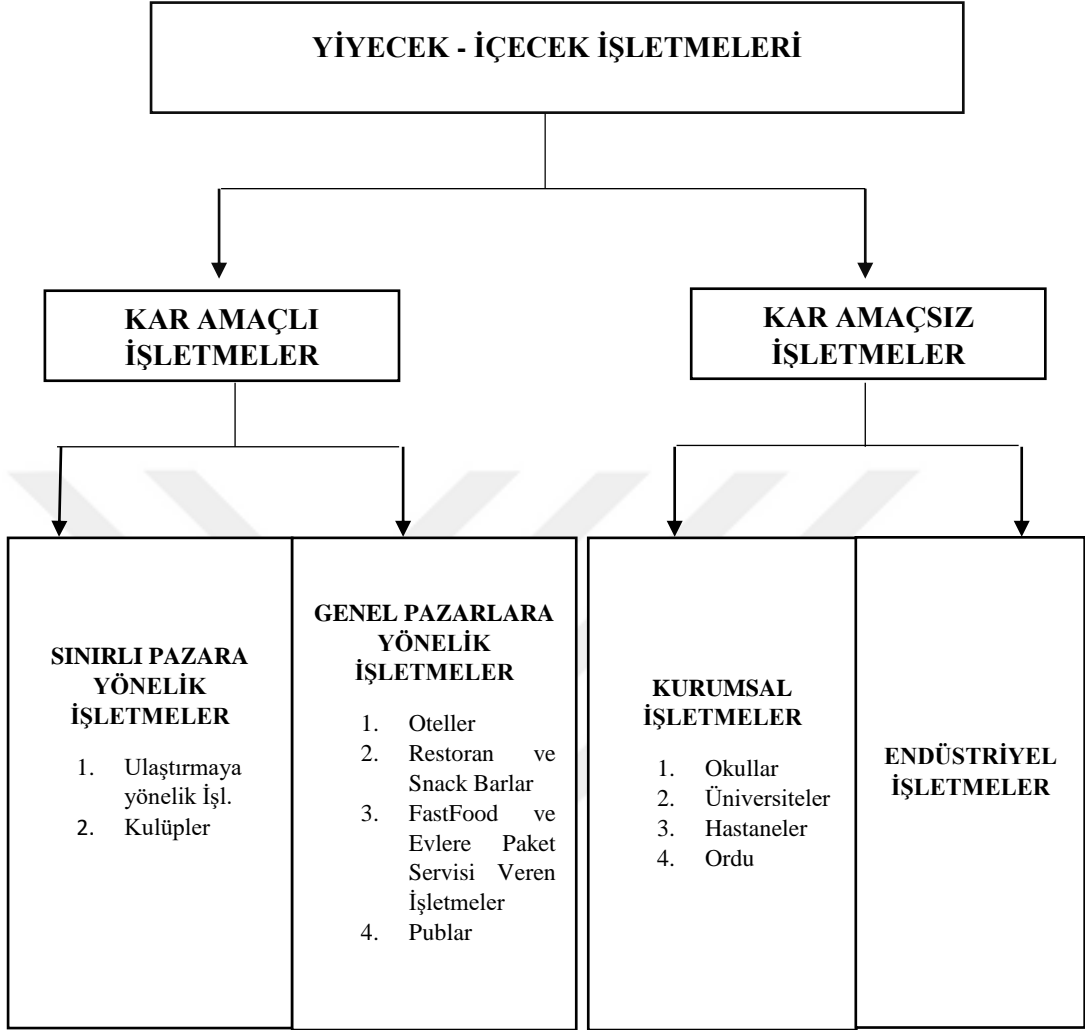 YİYECEK - İÇECEK İŞLETMELERİ
KAR AMAÇLI
İŞLETMELER
KAR AMAÇSIZ
İŞLETMELER
SINIRLI PAZARA
YÖNELİK
İŞLETMELER
1. Ulaştırmaya
yönelik İşl.
2. Kulüpler
GENEL PAZARLARA
YÖNELİK
İŞLETMELER
1. Oteller
2. Restoran ve
Snack Barlar
3. FastFood ve
Evlere Paket
Servisi Veren
İşletmeler
4. Publar
KURUMSAL
İŞLETMELER
1. Okullar
2. Üniversiteler
3. Hastaneler
4. Ordu
ENDÜSTRİYEL
İŞLETMELER